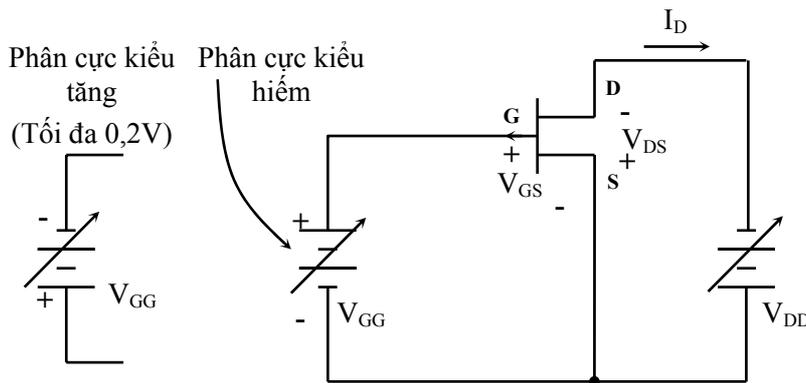 Phân cực kiểu
tăng
(Tối đa 0,2V)
Phân cực kiểu
hiếm
I_D
D
-
G
V_DS
+
+
S
V_GS
-
-
+
V_GG
+
-
V_GG
V_DD